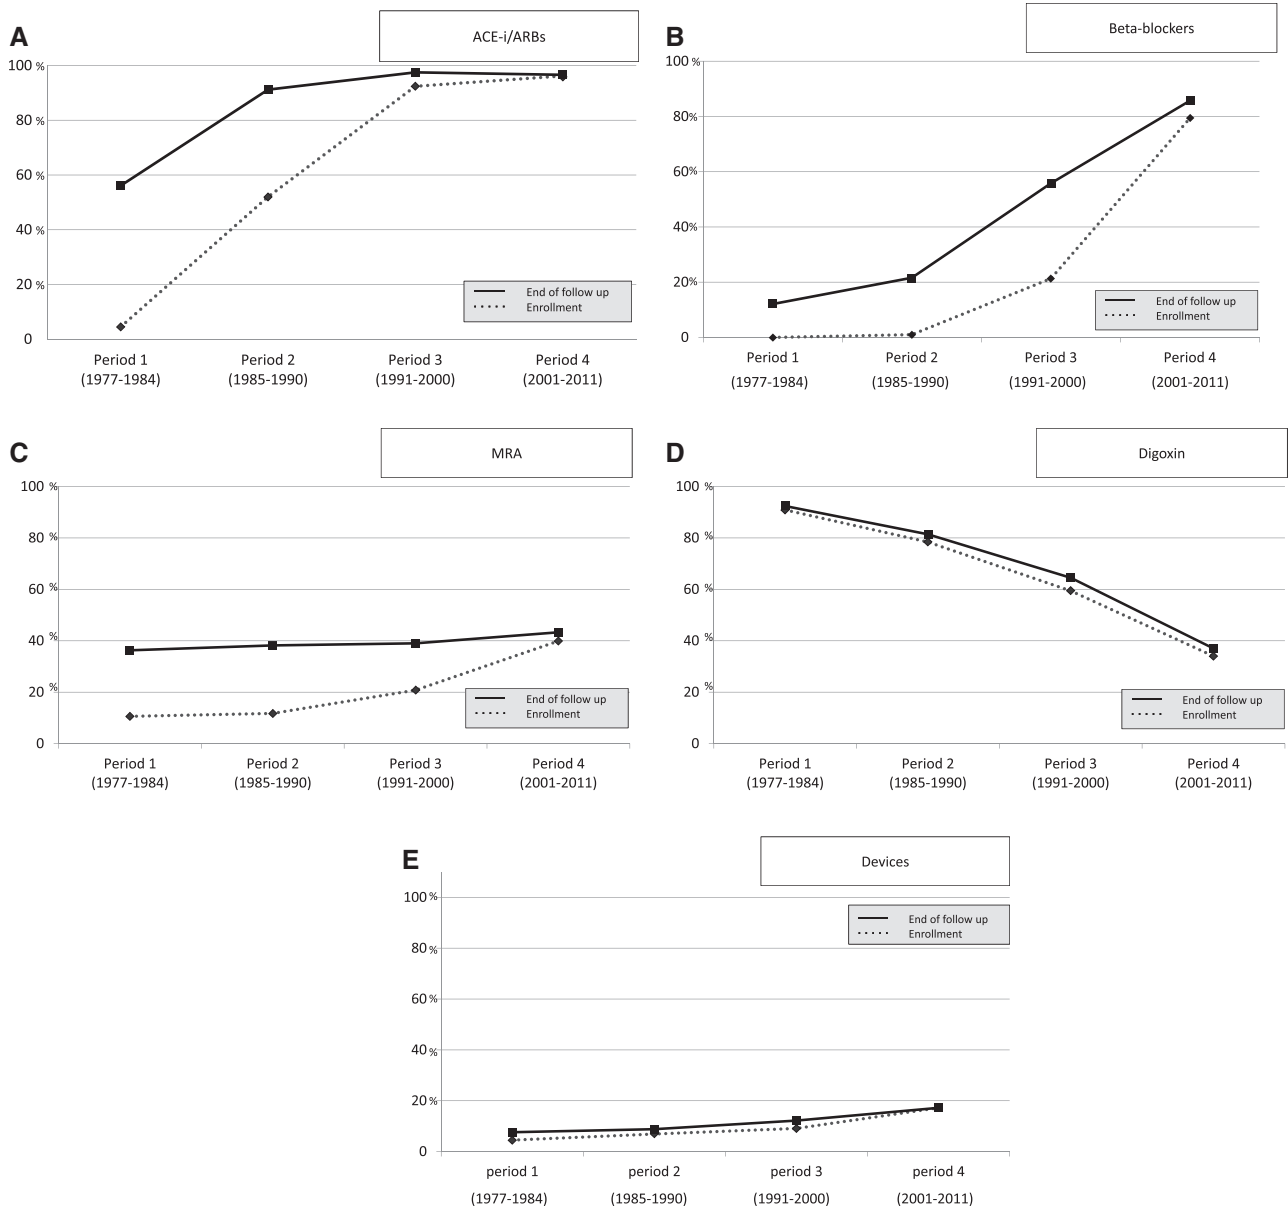 A
ACE-i/ARBs
100 %
80 %
60 %
40 %
20 %
0
End of follow up
Enrollment
Period 1
(1977-1984)
Period 2
(1985-1990)
Period 3
(1991-2000)
Period 4
(2001-2011)
B
Beta-blockers
100 %
80%
60%
40%
20%
0
End of follow up
Enrollment
Period 1
(1977-1984)
Period 2
(1985-1990)
Period 3
(1991-2000)
Period 4
(2001-2011)
C
MRA
100 %
80 %
60 %
40 %
20 %
0
End of follow up
Enrollment
Period 1
(1977-1984)
Period 2
(1985-1990)
Period 3
(1991-2000)
Period 4
(2001-2011)
D
Digoxin
100 %
80 %
60 %
40 %
20 %
0
End of follow up
Enrollment
Period 1
(1977-1984)
Period 2
(1985-1990)
Period 3
(1991-2000)
Period 4
(2001-2011)
E
Devices
100 %
80 %
60 %
40 %
20 %
0
End of follow up
Enrollment
period 1
(1977-1984)
period 2
(1985-1990)
period 3
(1991-2000)
period 4
(2001-2011)